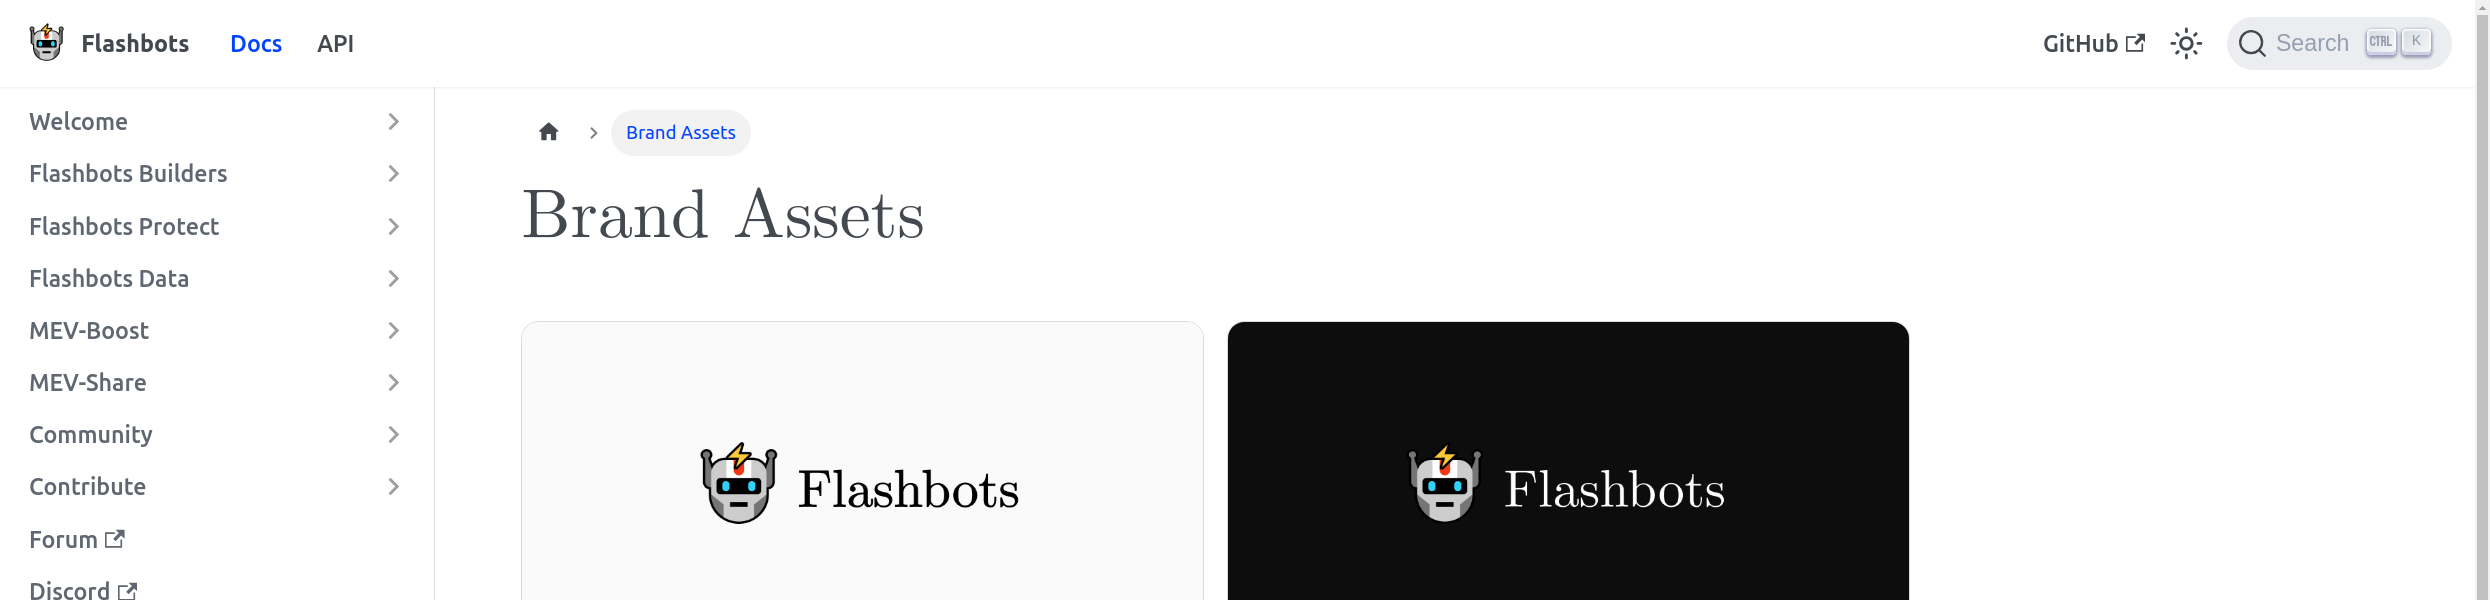 Flashbots Docs API GitHub Search CTRL K
Welcome
Flashbots Builders
Flashbots Protect
Flashbots Data
MEV-Boost
MEV-Share
Community
Contribute
Forum
Discord
Brand Assets
Brand Assets
Flashbots
Flashbots